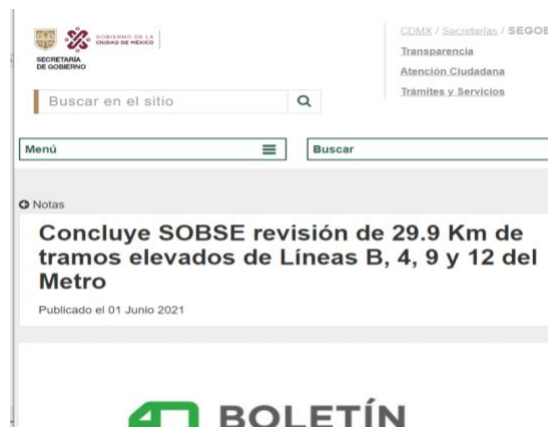 GOBIERNO DE LA
CIUDAD DE MÉXICO
SECRETARÍA
DE GOBIERNO
CDMX / Secretarías / SEGOB
Transparencia
Atención Ciudadana
Trámites y Servicios
Buscar en el sitio
Menú
Buscar
Notas
Concluye SOBSE revisión de 29.9 Km de
tramos elevados de Líneas B, 4, 9 y 12 del
Metro
Publicado el 01 Junio 2021
BOLETÍN